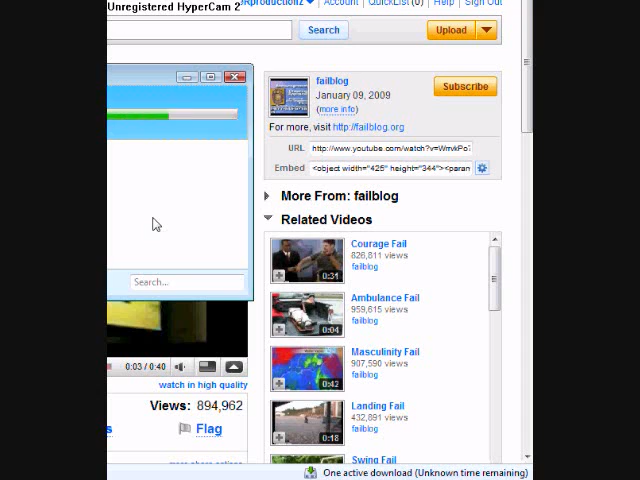 Unregistered HyperCam 2
Rproductionz Account QuickList (0) Help Sign Out
Search Upload
failblog
January 09, 2009
(more info)
Subscribe
For more, visit http://failblog.org
URL http://www.youtube.com/watch?v=WmvkPo
Embed <object width="425" height="344"><param
More From: failblog
Related Videos
Courage Fail
826,811 views
failblog
0:31
Search...
Ambulance Fail
959,615 views
failblog
0:04
Masculinity Fail
907,590 views
failblog
0:42
0:03 / 0:40
watch in high quality
Views: 894,962
Flag
Landing Fail
432,891 views
failblog
0:18
Swing Fail
One active download (Unknown time remaining)